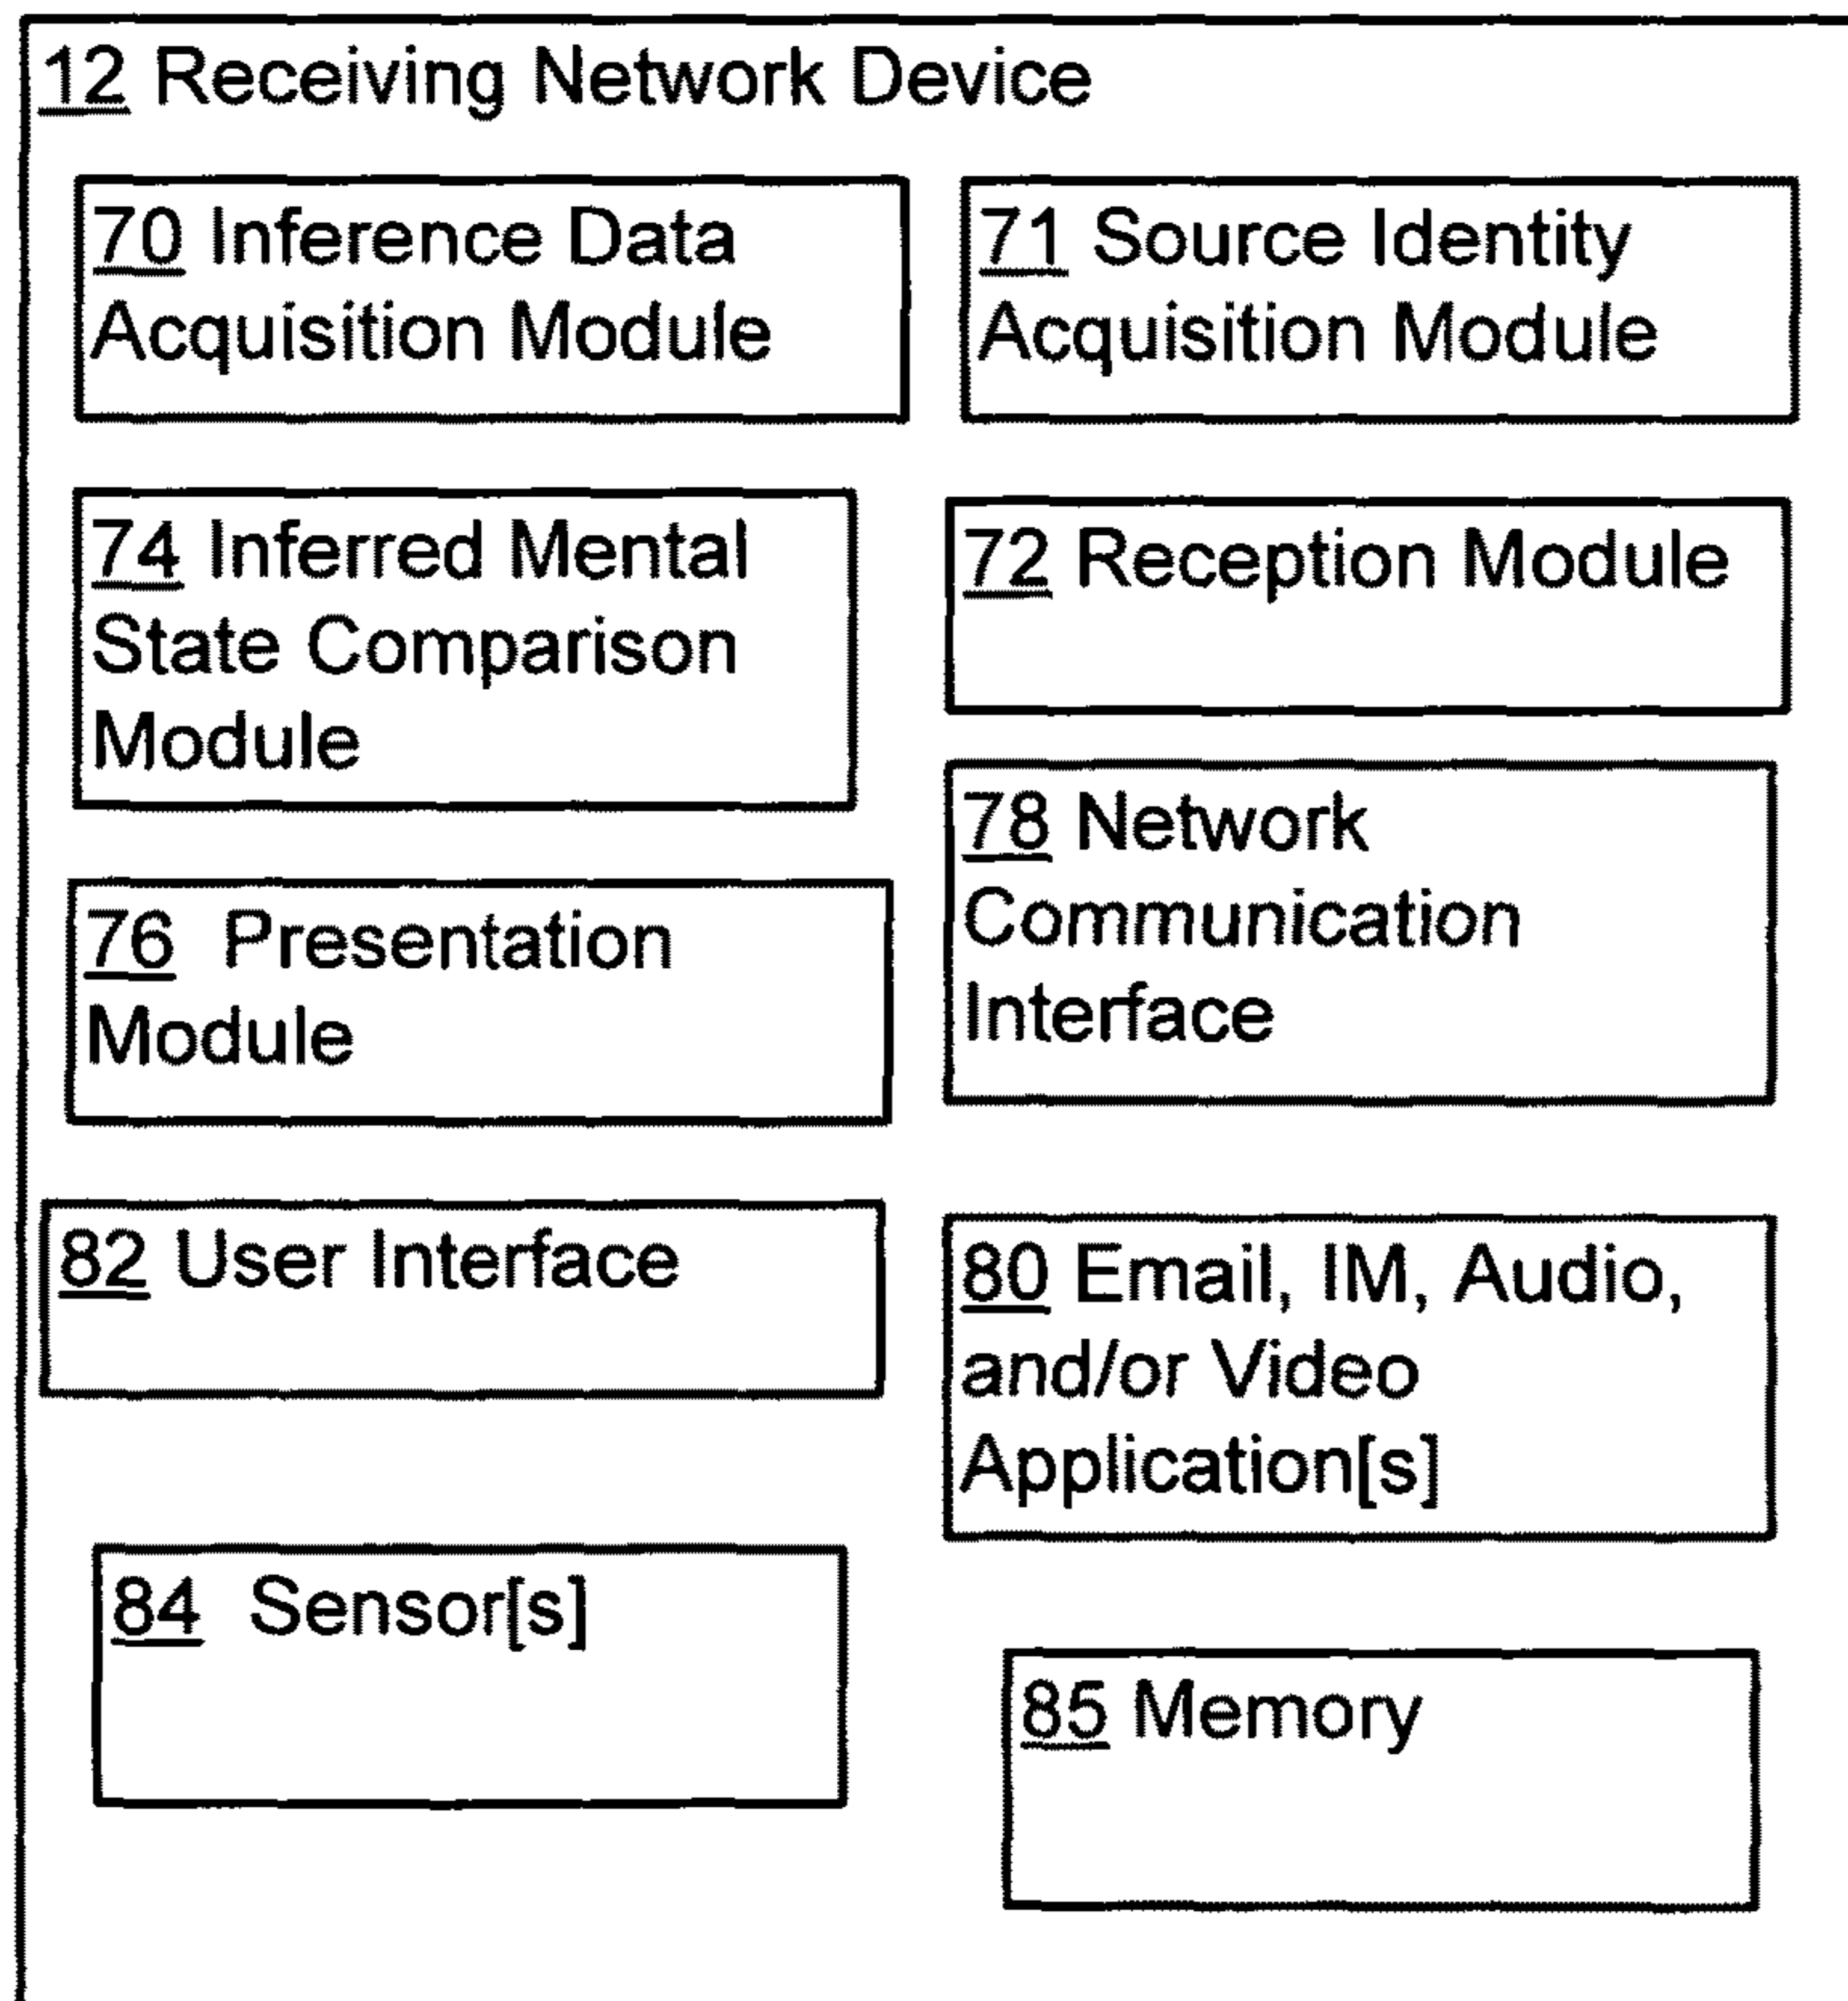 12 Receiving Network Device
70 Inference Data
Acquisition Module
71 Source Identity
Acquisition Module
74 Inferred Mental
State Comparison
Module
72 Reception Module
78 Network
Communication
Interface
76 Presentation
Module
82 User Interface
80 Email, IM, Audio,
and/or Video
Application[s]
84 Sensor[s]
85 Memory